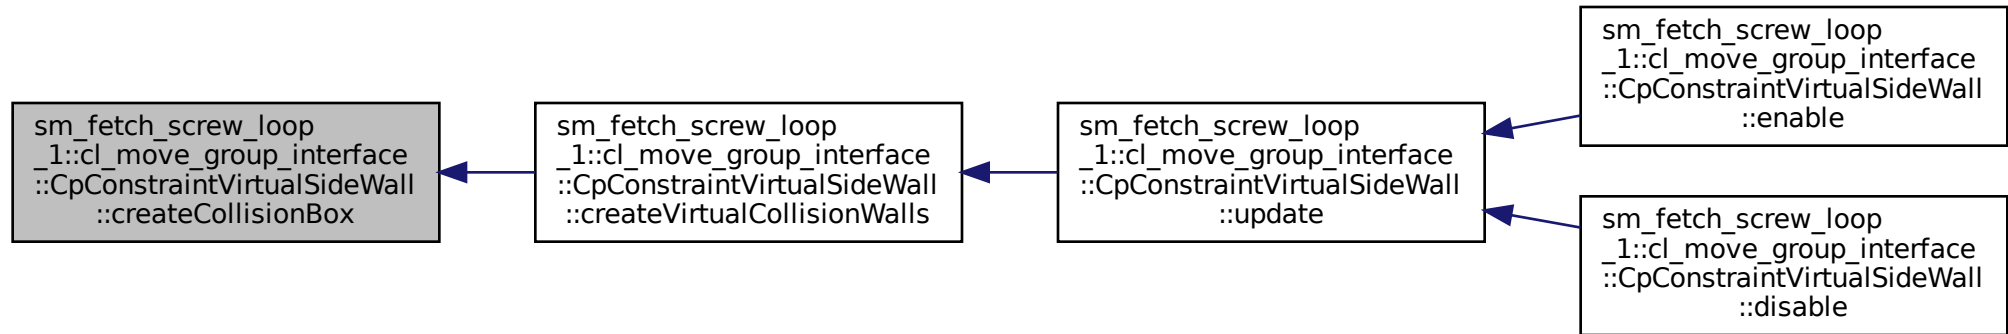 sm_fetch_screw_loop
_1::cl_move_group_interface
::CpConstraintVirtualSideWall
::createCollisionBox
sm_fetch_screw_loop
_1::cl_move_group_interface
::CpConstraintVirtualSideWall
::createVirtualCollisionWalls
sm_fetch_screw_loop
_1::cl_move_group_interface
::CpConstraintVirtualSideWall
::update
sm_fetch_screw_loop
_1::cl_move_group_interface
::CpConstraintVirtualSideWall
::enable
sm_fetch_screw_loop
_1::cl_move_group_interface
::CpConstraintVirtualSideWall
::disable